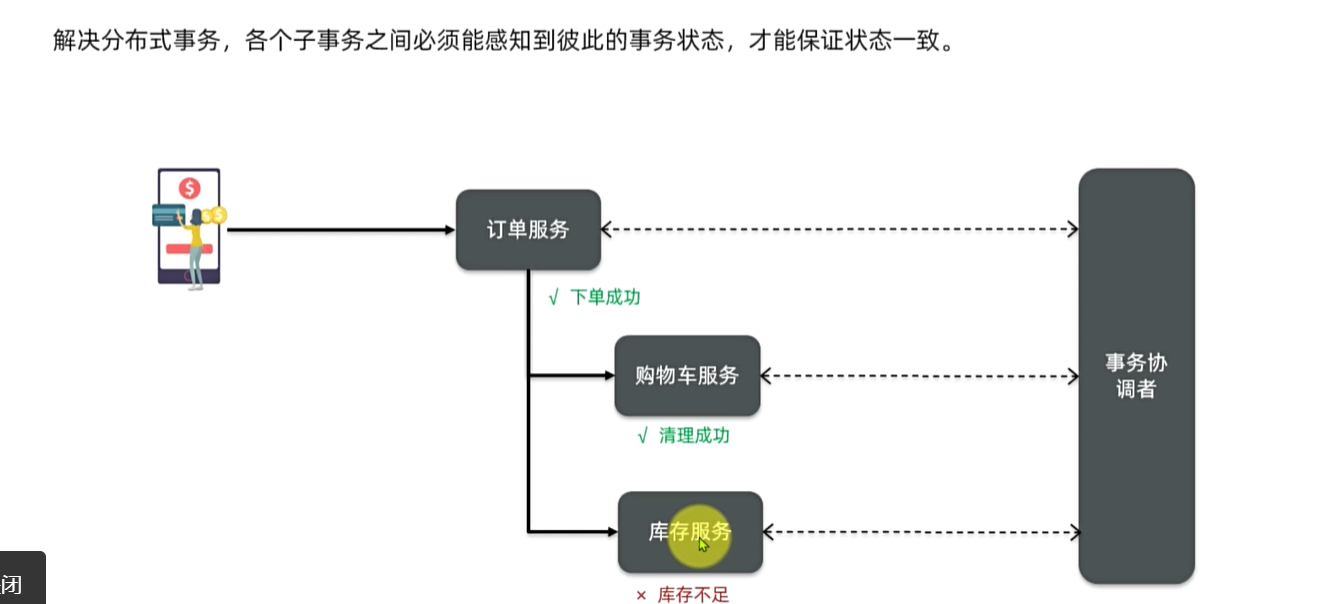 解决分布式事务，各个子事务之间必须能感知到彼此的事务状态，才能保证状态一致。
$
$
$
订单服务
√ 下单成功
购物车服务
√ 清理成功
事务协
调者
库存服务
× 库存不足
闭